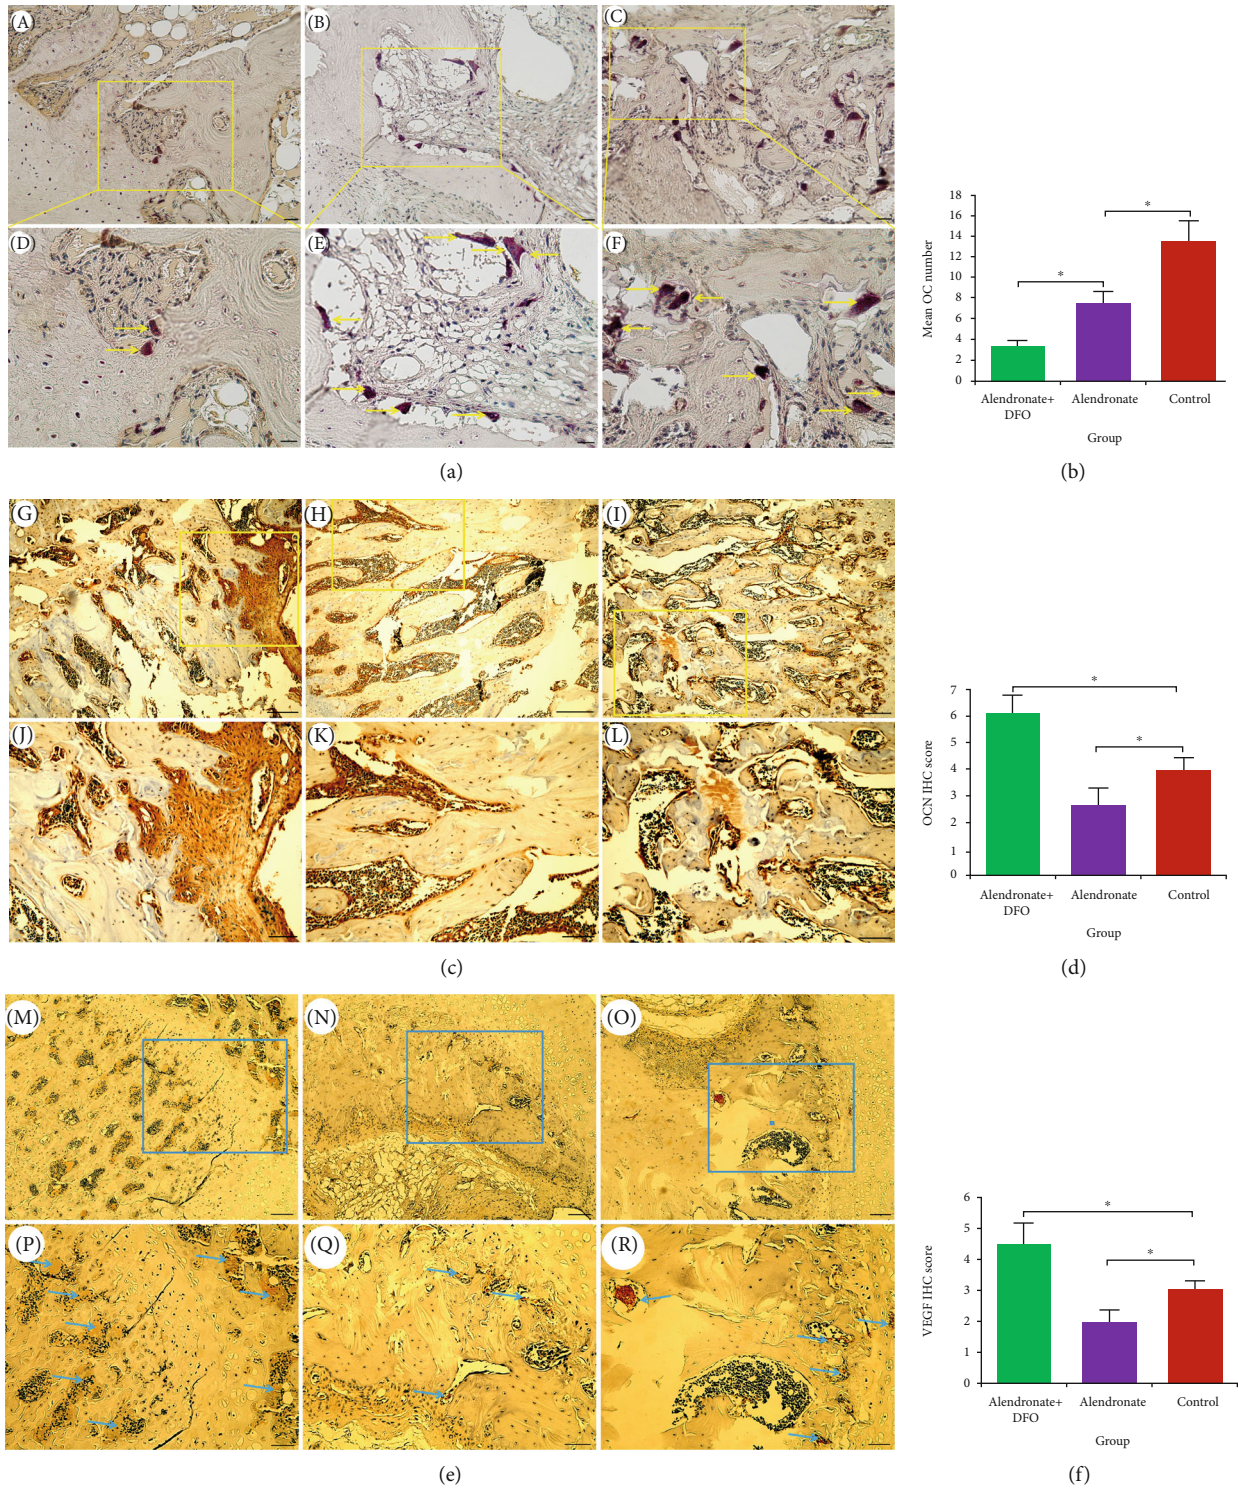 (A)
(B)
(C)
(D)
(E)
(F)
(a)
18
16
14
12
10
8
6
4
2
0
Mean OC number
*
*
Alendronate+
DFO
Alendronate
Control
Group
(b)
(G)
(H)
(I)
(J)
(K)
(L)
(c)
7
6
5
4
3
2
1
0
OCN IHC score
*
*
Alendronate+
DFO
Alendronate
Control
Group
(d)
(M)
(N)
(O)
(P)
(Q)
(R)
(e)
6
5
4
3
2
1
0
VEGF IHC score
*
*
Alendronate+
DFO
Alendronate
Control
Group
(f)